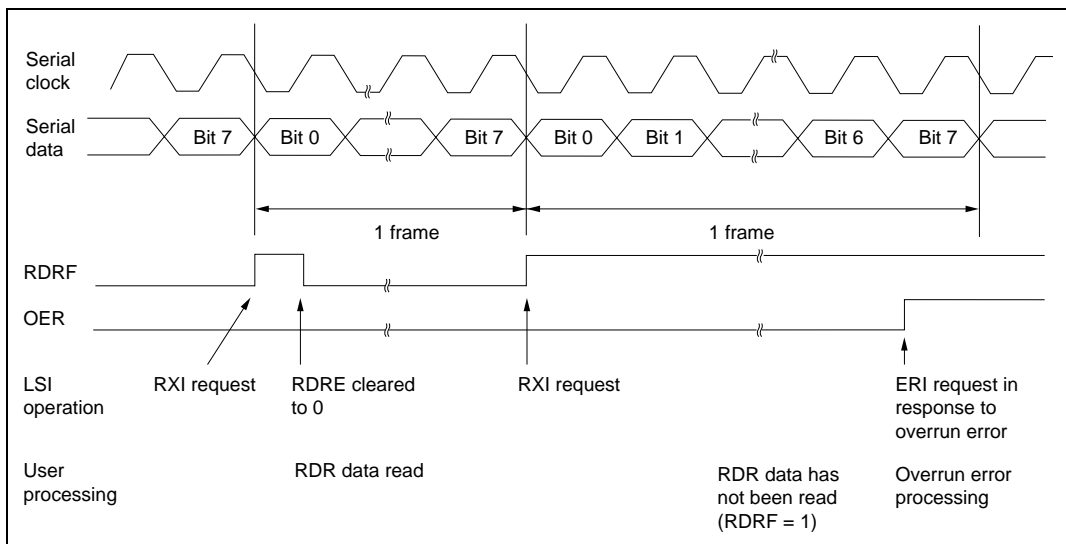 Serial
clock
Serial
data
Bit 7
Bit 0
Bit 7
Bit 0
Bit 1
Bit 6
Bit 7
1 frame
1 frame
RDRF
OER
LSI
operation
RXI request
RDRE cleared
to 0
RXI request
ERI request in
response to
overrun error
User
processing
RDR data read
RDR data has
not been read
(RDRF = 1)
Overrun error
processing